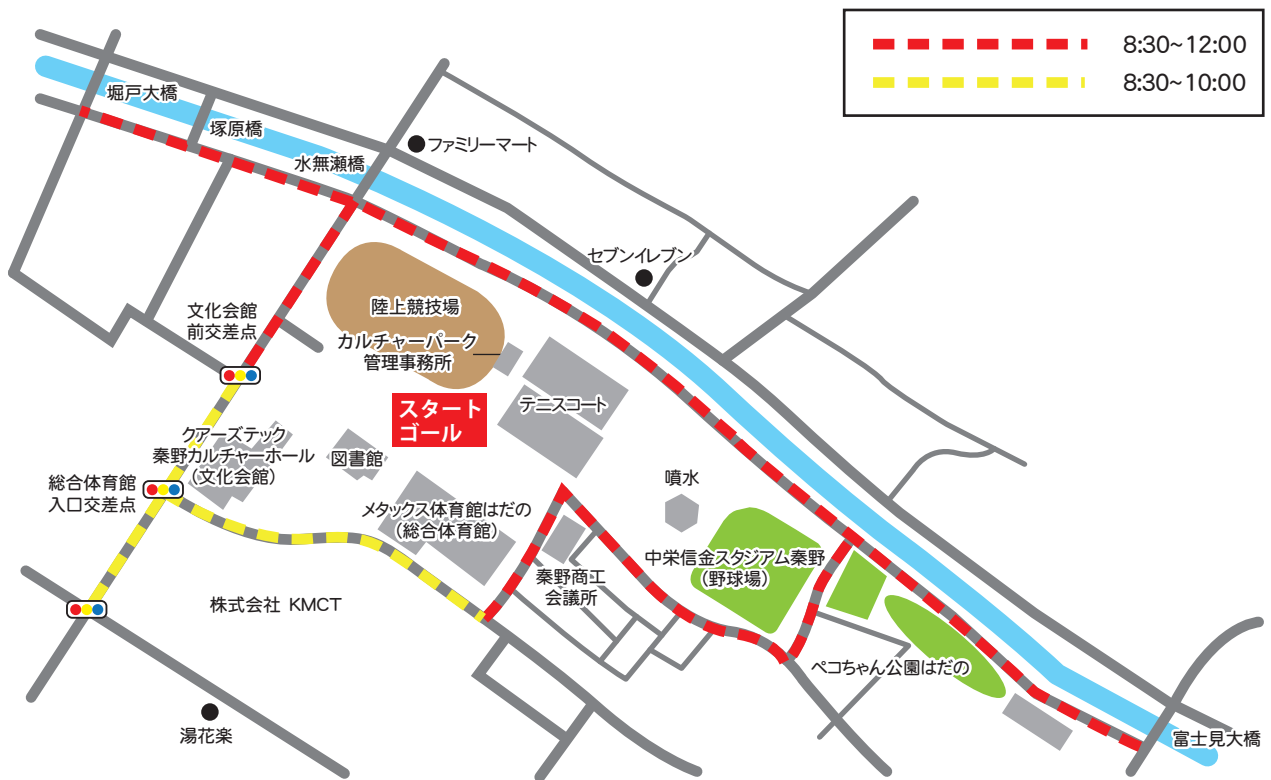 8:30~12:00
8:30~10:00
堀戸大橋
塚原橋
水無瀬橋
ファミリーマート
セブンイレブン
文化会館
前交差点
陸上競技場
カルチャーパーク
管理事務所
スタート
ゴール
テニスコート
クアーズテック
秦野カルチャーホール
(文化会館)
図書館
総合体育館
入口交差点
メタックス体育館はだの
(総合体育館)
噴水
中栄信金スタジアム秦野
(野球場)
秦野商工
会議所
株式会社 KMCT
ペコちゃん公園はだの
湯花楽
富士見大橋